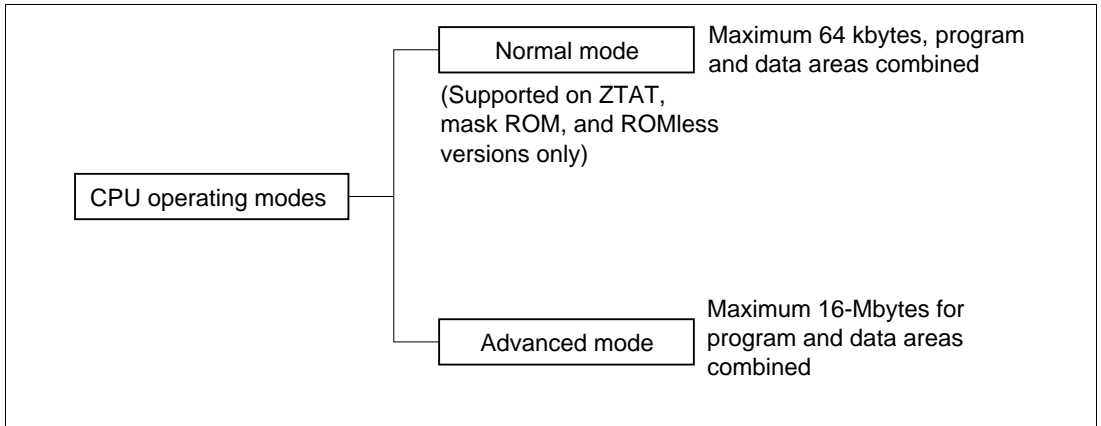 Normal mode
Maximum 64 kbytes, program
and data areas combined
(Supported on ZTAT,
mask ROM, and ROMless
versions only)
CPU operating modes
Advanced mode
Maximum 16-Mbytes for
program and data areas
combined